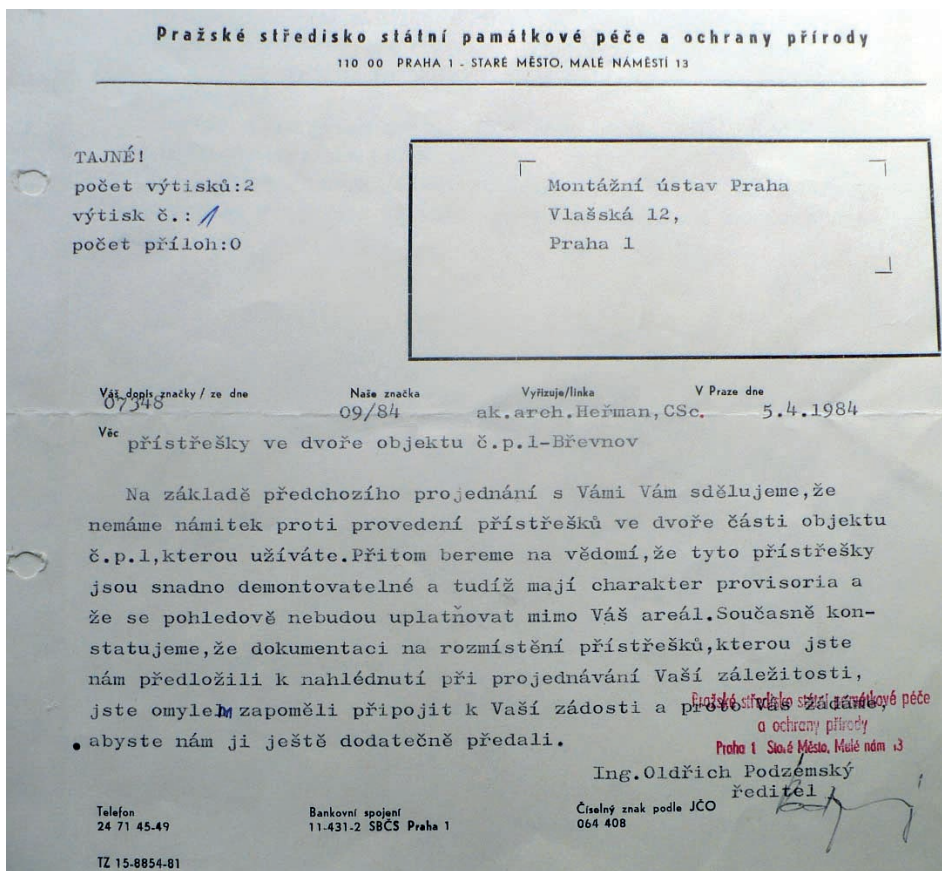 Pražské středisko státní památkové péče a ochrany přírody
110 00 PRAHA 1 - STARÉ MĚSTO, MALÉ NÁMĚSTÍ 13
TAJNÉ!
počet výtisků:2
výtisk č.: 1
počet příloh:0
Montážní ústav Praha
Vlašská 12,
Praha 1
Váš dopis značky / ze dne
Naše značka
Vyřizuje/linka
V Praze dne
07348
09/84
ak.arch.Heřman,CSc.
5.4.1984
Věc
přístřešky ve dvoře objektu č.p.1-Břevnov
Na základě předchozího projednání s Vámi Vám sdělujeme,že
nemáme námitek proti provedení přístřešků ve dvoře části objektu
č.p.1,kterou užíváte.Přitom bereme na vědomí,že tyto přístřešky
jsou snadno demontovatelné a tudíž mají charakter provisoria a
že se pohledově nebudou uplatňovat mimo Váš areál.Současně kon-
statujeme,že dokumentaci na rozmístění přístřešků,kterou jste
nám předložili k nahlédnutí při projednávání Vaší záležitosti,
jste omylem zapoměli připojit k Vaší zádosti a proto Vás žádáme,
abyste nám ji ještě dodatečně předali.
Pražské středisko státní památkové péče
a ochrany přírody
Praha 1 Staré Město, Malé nám 13
Ing.Oldřich Podzemský
ředitel
Telefon
24 71 45-49
Bankovní spojení
11-431-2 SBČS Praha 1
Číselný znak podle JČO
064 408
TZ 15-8854-81